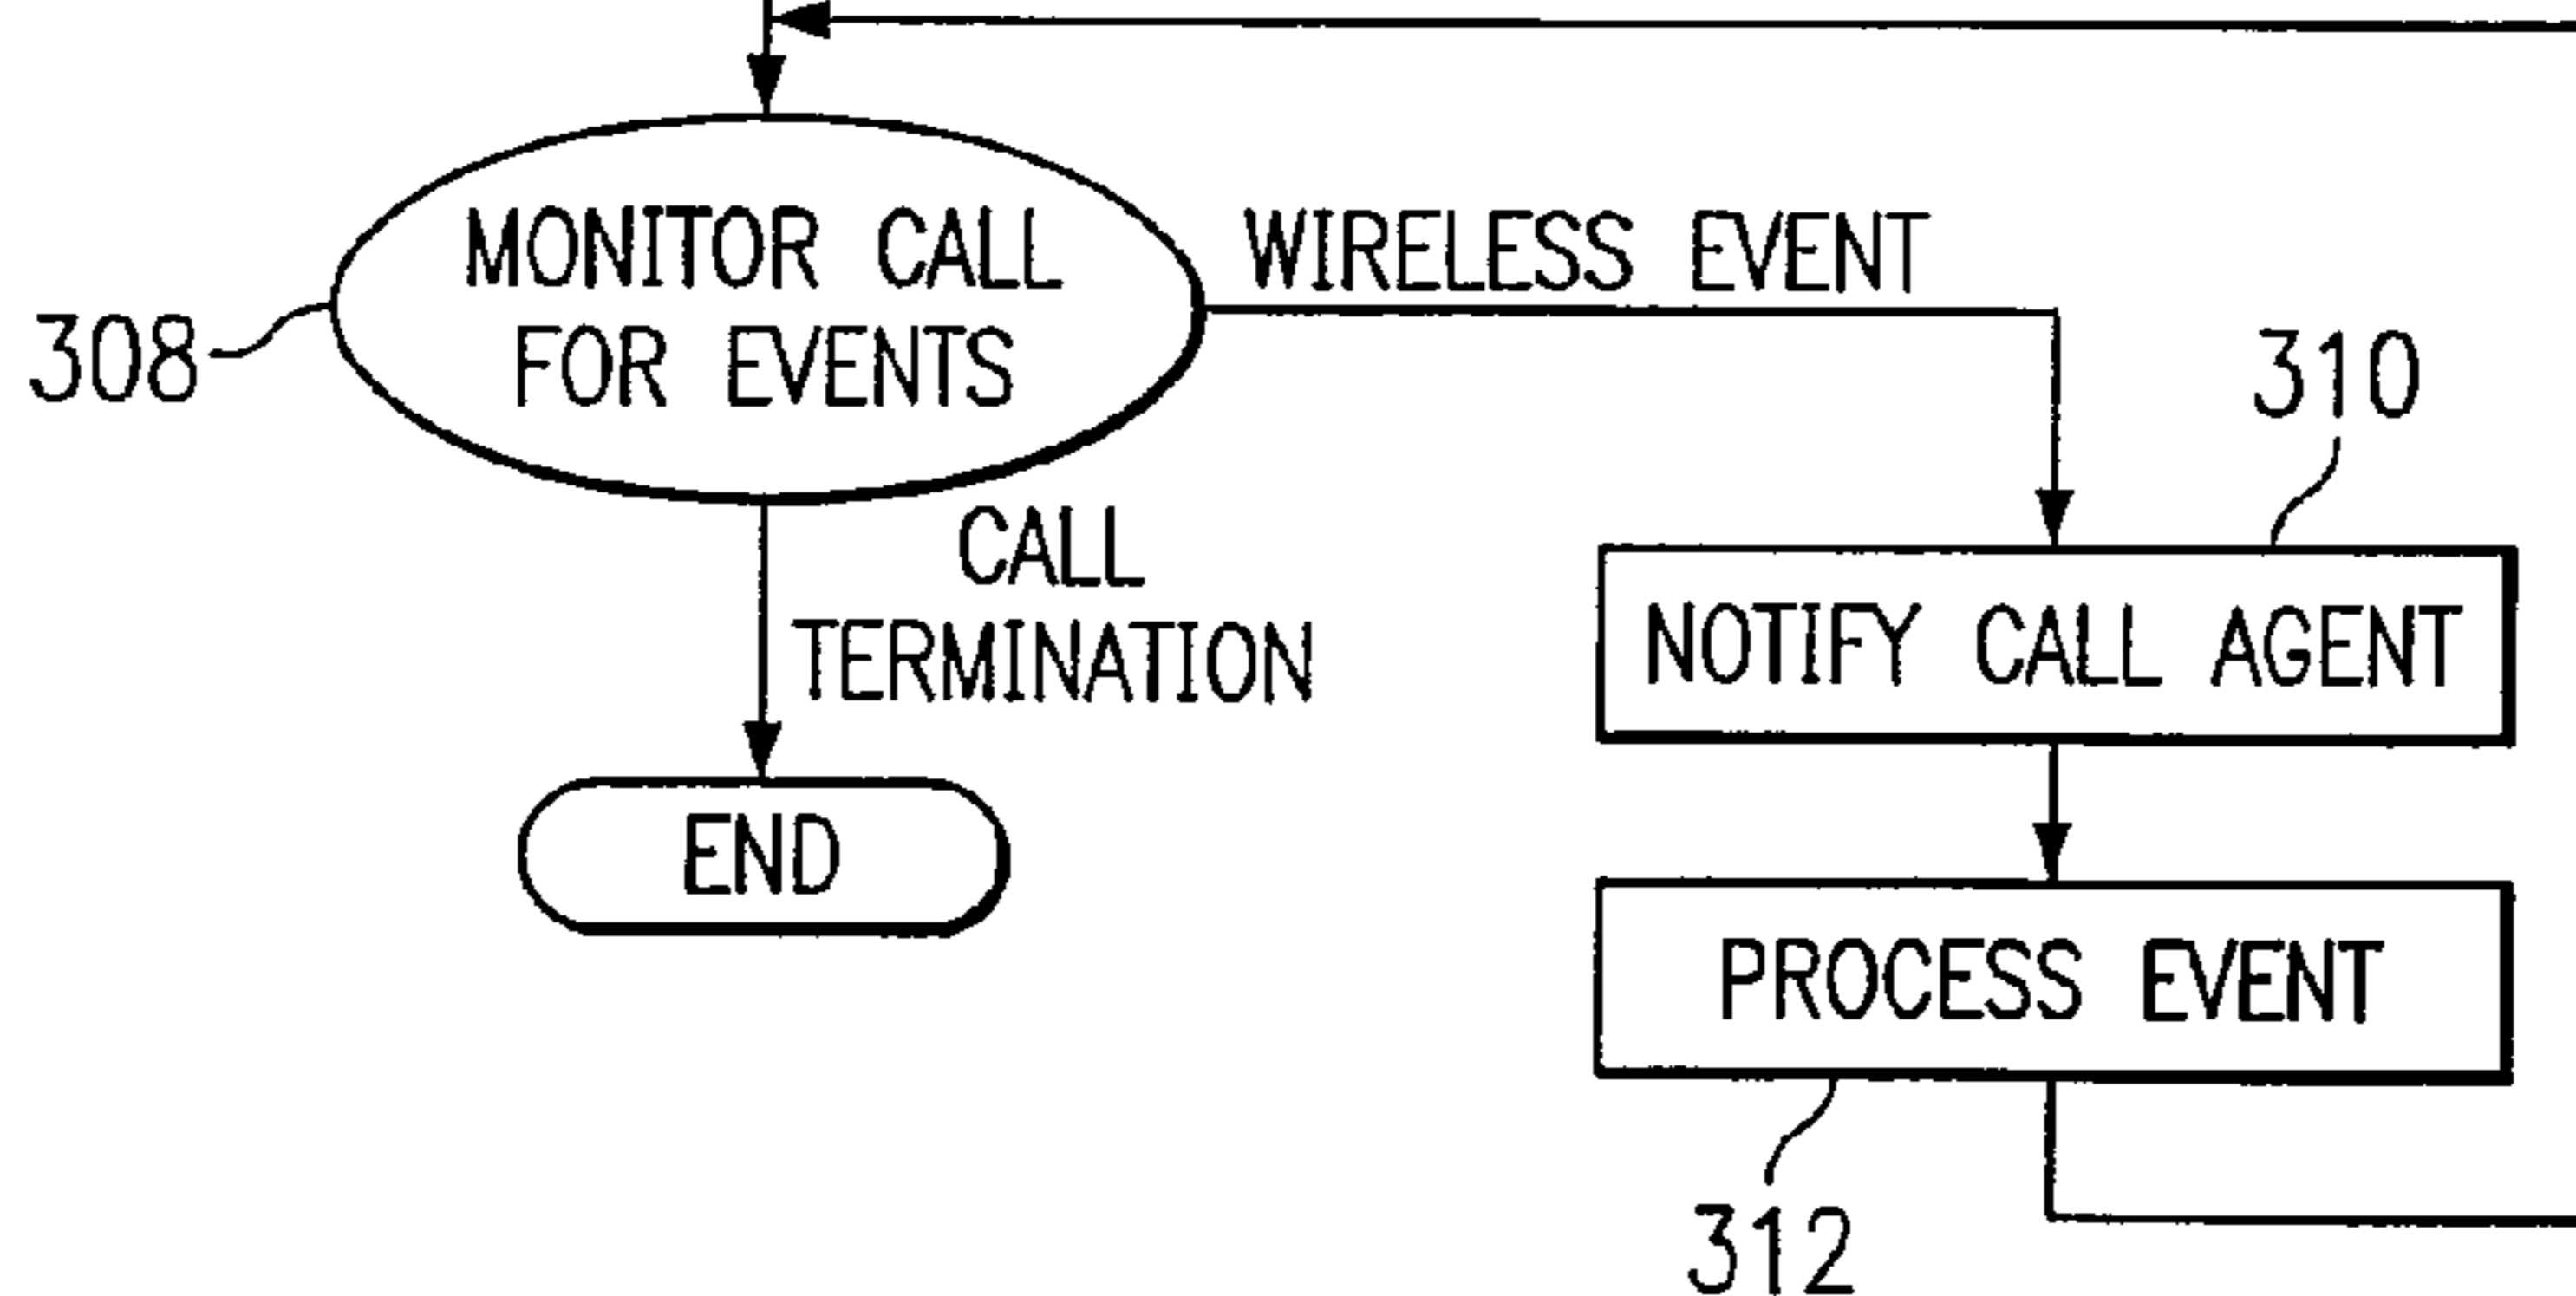 MONITOR CALL
FOR EVENTS
308
WIRELESS EVENT
310
CALL
TERMINATION
NOTIFY CALL AGENT
END
PROCESS EVENT
312